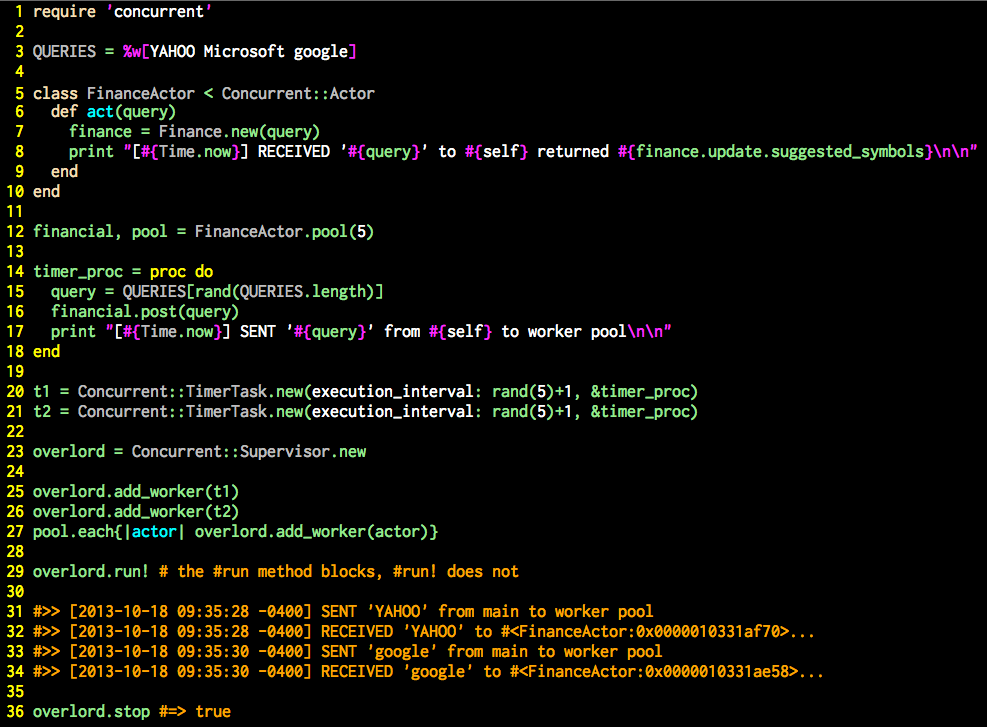 1 require 'concurrent'
2
3 QUERIES = %w[YAHOO Microsoft google]
4
5 class FinanceActor < Concurrent::Actor
6   def act(query)
7     finance = Finance.new(query)
8     print "[#{Time.now}] RECEIVED '#{query}' to #{self} returned #{finance.update.suggested_symbols}\n\n"
9   end
10 end
11
12 financial, pool = FinanceActor.pool(5)
13
14 timer_proc = proc do
15   query = QUERIES[rand(QUERIES.length)]
16   financial.post(query)
17   print "[#{Time.now}] SENT '#{query}' from #{self} to worker pool\n\n"
18 end
19
20 t1 = Concurrent::TimerTask.new(execution_interval: rand(5)+1, &timer_proc)
21 t2 = Concurrent::TimerTask.new(execution_interval: rand(5)+1, &timer_proc)
22
23 overlord = Concurrent::Supervisor.new
24
25 overlord.add_worker(t1)
26 overlord.add_worker(t2)
27 pool.each{|actor| overlord.add_worker(actor)}
28
29 overlord.run! # the #run method blocks, #run! does not
30
31 #>> [2013-10-18 09:35:28 -0400] SENT 'YAHOO' from main to worker pool
32 #>> [2013-10-18 09:35:28 -0400] RECEIVED 'YAHOO' to #<FinanceActor:0x0000010331af70>...
33 #>> [2013-10-18 09:35:30 -0400] SENT 'google' from main to worker pool
34 #>> [2013-10-18 09:35:30 -0400] RECEIVED 'google' to #<FinanceActor:0x0000010331ae58>...
35
36 overlord.stop #=> true